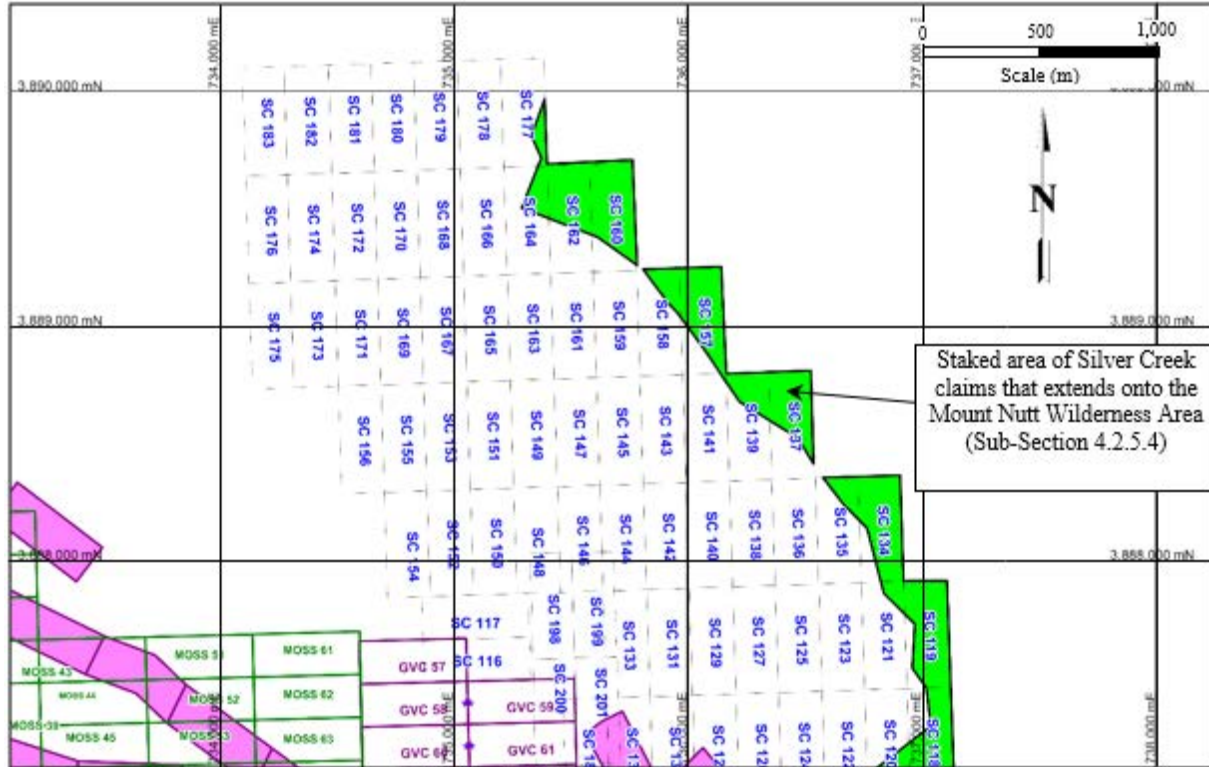 734.000 mE
735.000 mE
736.000 mE
0 500 1,000
Scale (m)
3.890.000 mN
N
SC 183
SC 182
SC 181
SC 180
SC 179
SC 178
SC 177
SC 176
SC 174
SC 172
SC 170
SC 168
SC 166
SC 164
SC 162
SC 160
3.889.000 mN
3.889.000 mN
SC 175
SC 173
SC 171
SC 169
SC 167
SC 165
SC 163
SC 161
SC 159
SC 158
SC 157
Staked area of Silver Creek
claims that extends onto the
Mount Nutt Wilderness Area
(Sub-Section 4.2.5.4)
SC 156
SC 155
SC 153
SC 151
SC 149
SC 147
SC 145
SC 143
SC 141
SC 139
SC 137
3.888.000 mN
3.888.000 mN
SC 154
SC 152
SC 150
SC 148
SC 146
SC 144
SC 142
SC 140
SC 138
SC 136
SC 135
SC 134
SC 117
SC 116
SC 198
SC 199
SC 133
SC 131
SC 129
SC 127
SC 125
SC 123
SC 121
SC 119
SC 200
SC 201
SC 120
SC 118
MOSS 61
MOSS 43
MOSS 44
MOSS 52
MOSS 62
MOSS 45
MOSS 63
GVC 57
GVC 58
GVC 59
GVC 61